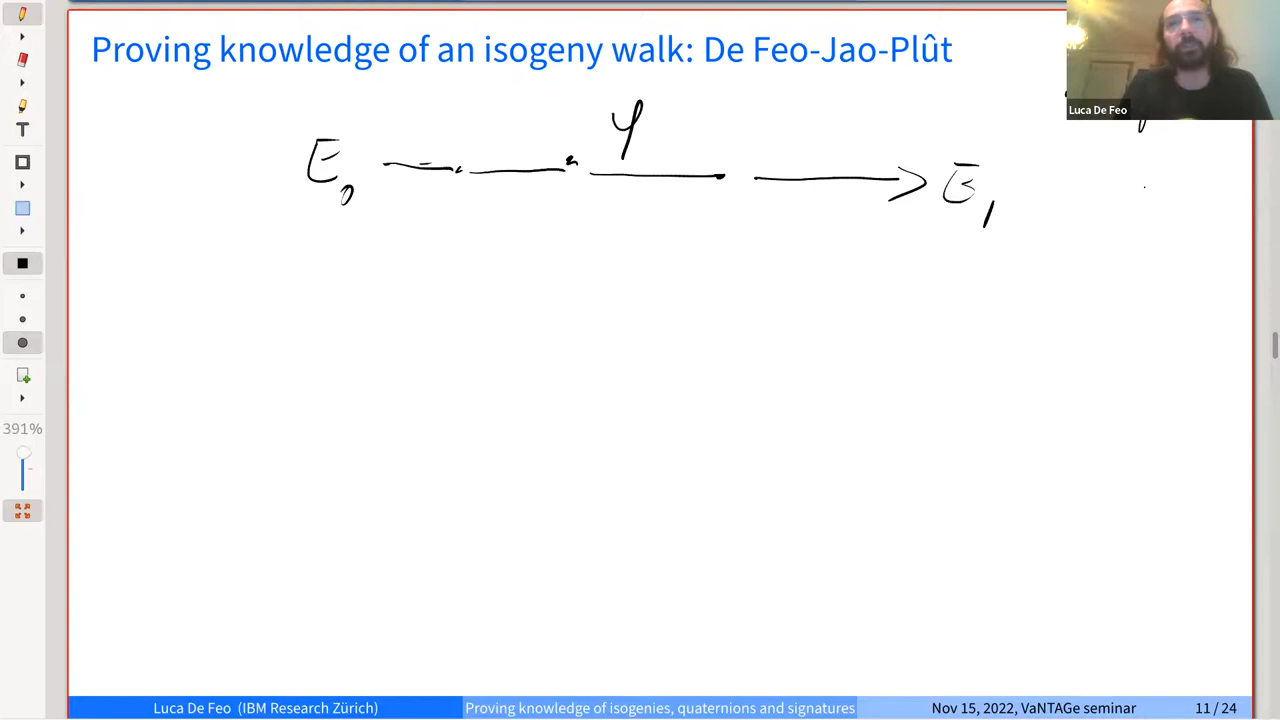 Proving knowledge of an isogeny walk: De Feo-Jao-Plût
Luca De Feo
φ
E₀ E₁
T
391%
Luca De Feo (IBM Research Zürich) Proving knowledge of isogenies, quaternions and signatures Nov 15, 2022, VaNTAGe seminar 11 / 24